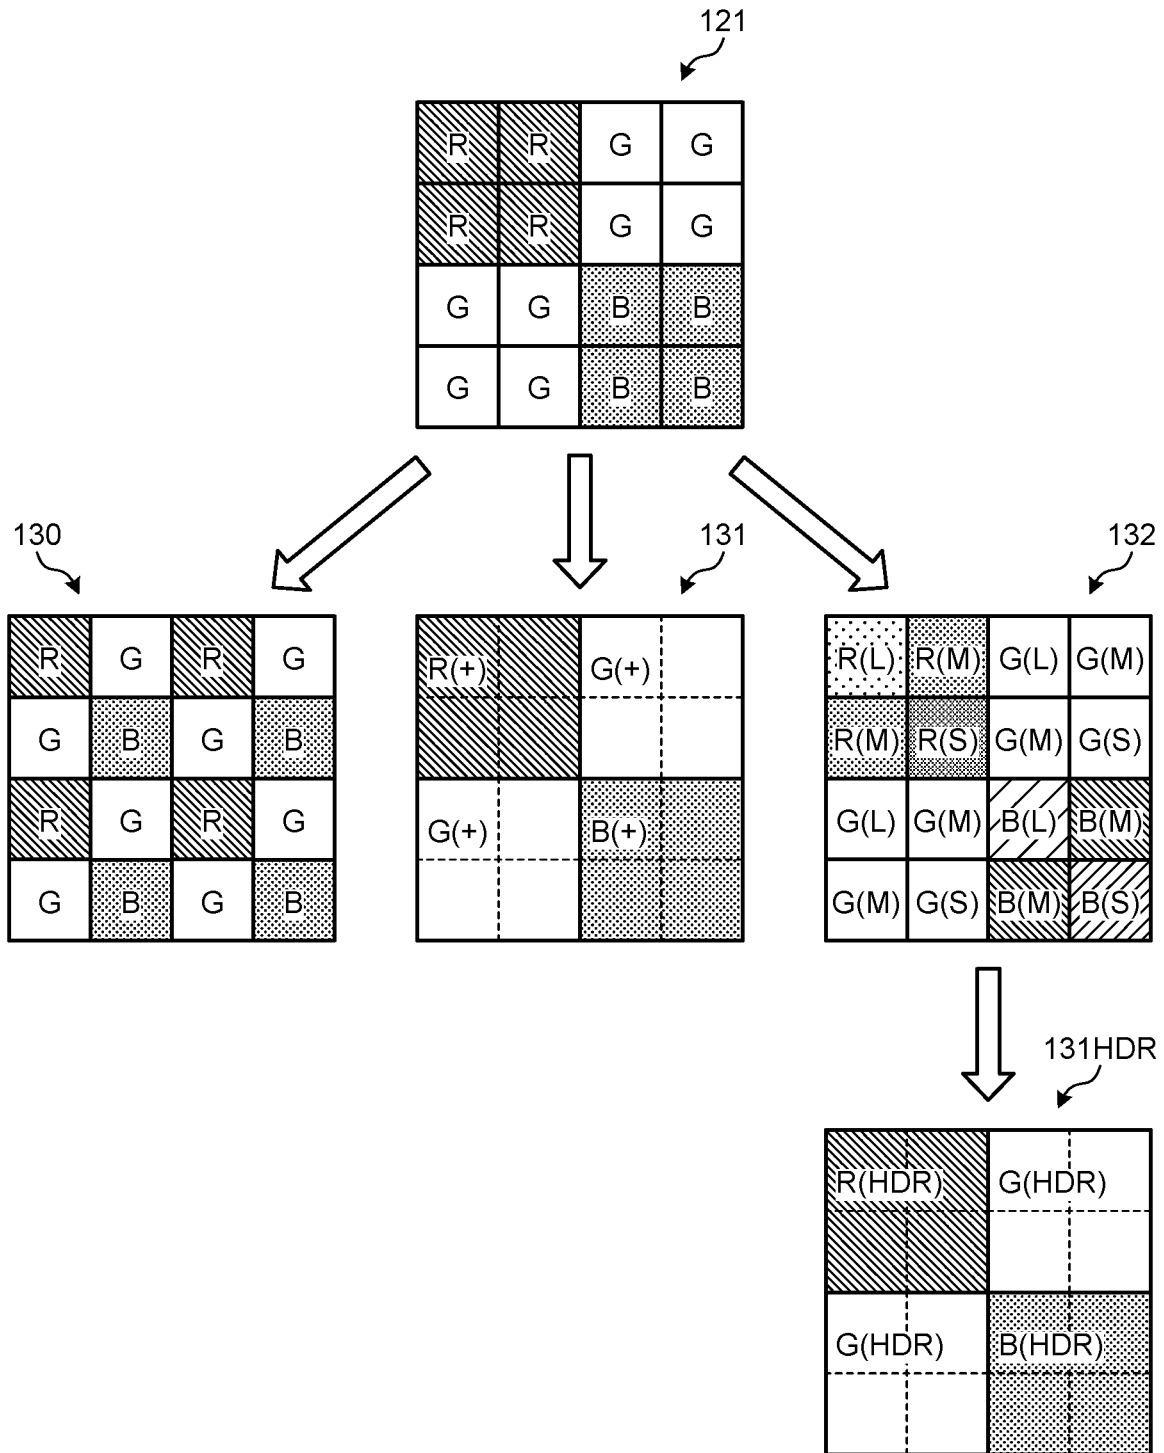 121
R R G G
R R G G
G G B B
G G B B
130
131
132
R G R G
G B G B
R G R G
G B G B
R(+) G(+)
G(+) B(+)
R(L) R(M) G(L) G(M)
R(M) R(S) G(M) G(S)
G(L) G(M) B(L) B(M)
G(M) G(S) B(M) B(S)
131HDR
R(HDR) G(HDR)
G(HDR) B(HDR)